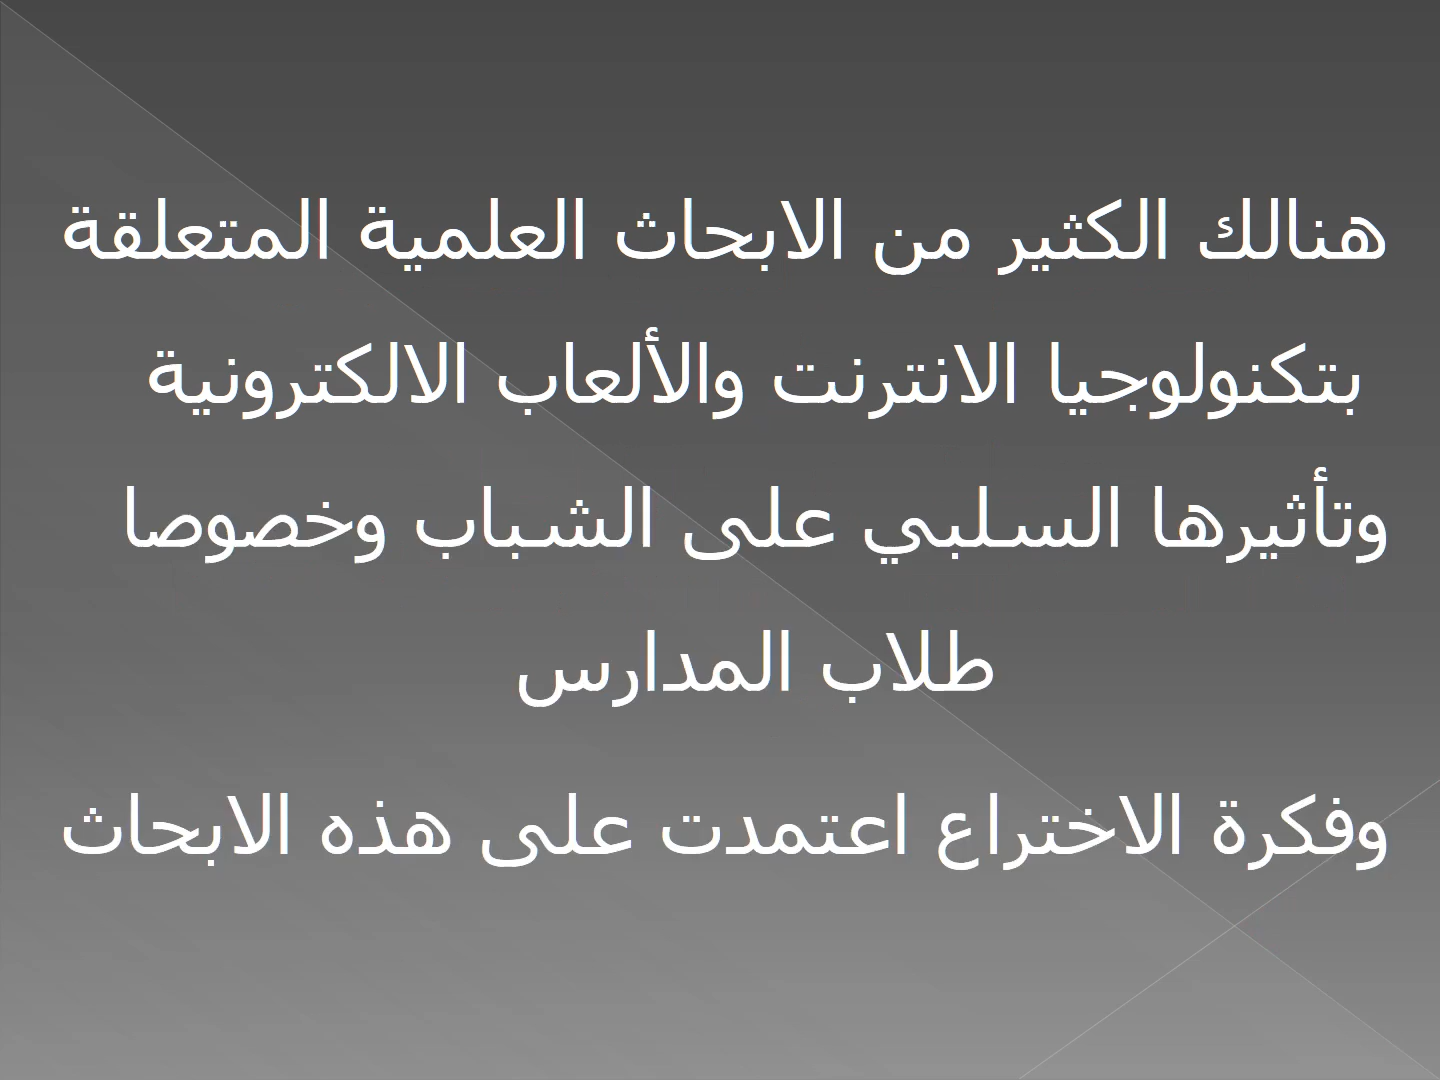 هنالك الكثير من الابحاث العلمية المتعلقة
بتكنولوجيا الانترنت والألعاب الالكترونية
وتأثيرها السلبي على الشباب وخصوصا
طلاب المدارس
وفكرة الاختراع اعتمدت على هذه الابحاث